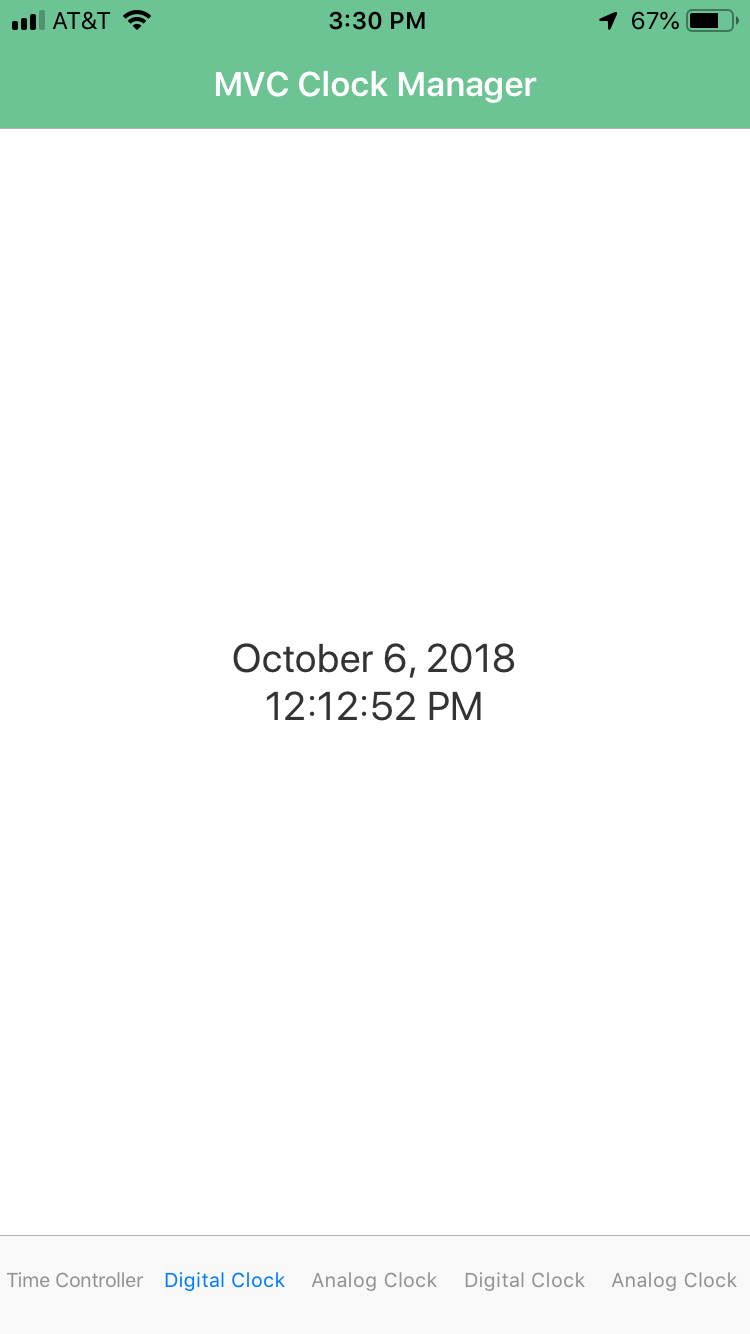 AT&T 3:30 PM 67%
MVC Clock Manager
October 6, 2018
12:12:52 PM
Time Controller Digital Clock Analog Clock Digital Clock Analog Clock